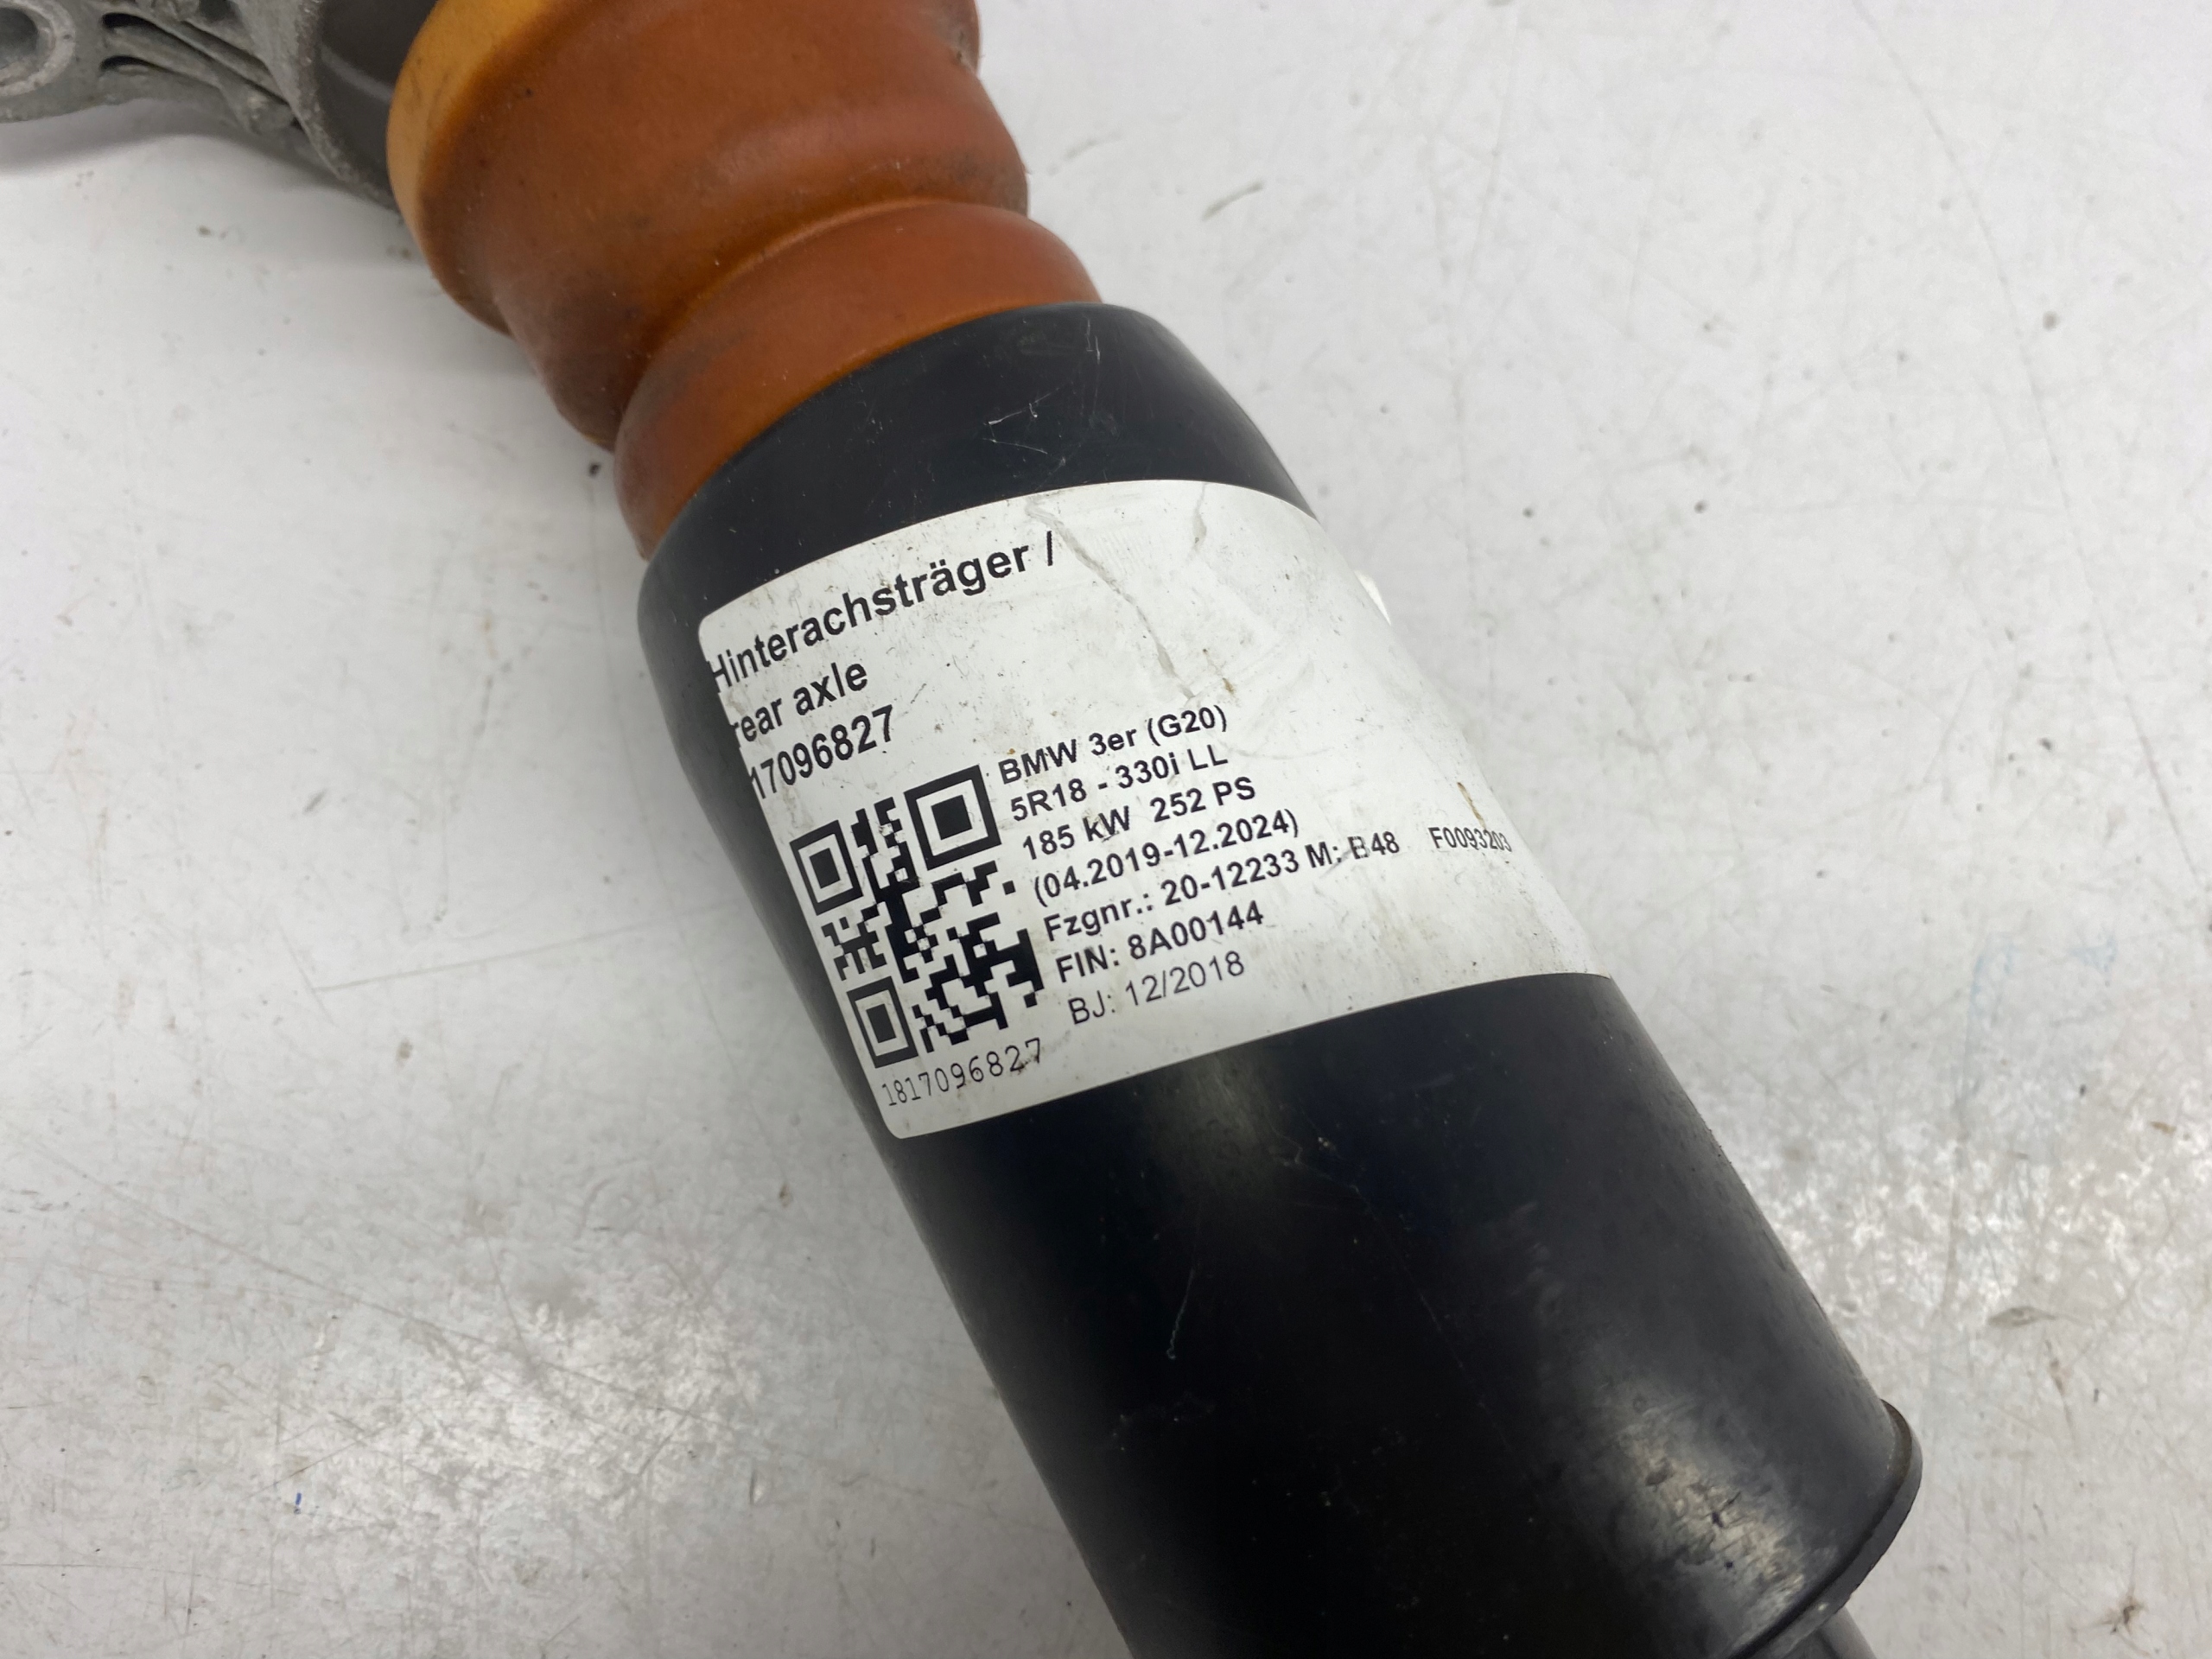 Hinterachsträger /
rear axle
17096827
BMW 3er (G20)
5R18 - 330i LL
185 kW 252 PS
(04.2019-12.2024)
Fzgnr.: 20-12233 M: B48 F0093203
FIN: 8A00144
BJ: 12/2018
1817096827